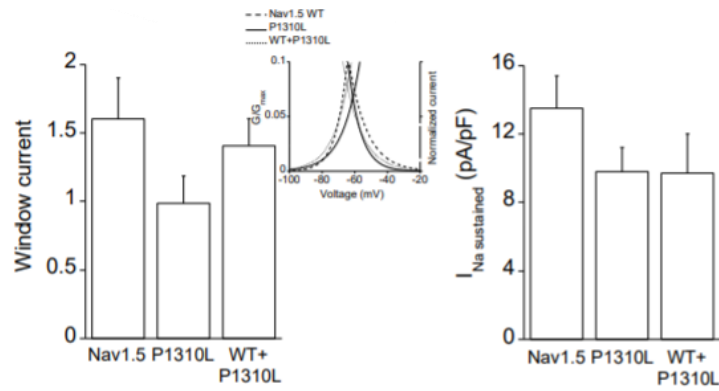 Nav1.5 WT
P1310L
WT+P1310L
Window current
2
1.5
1
0.5
0
Nav1.5 P1310L WT+
P1310L
G/Gmax
0.1
0.05
0
-100 -80 -60 -40 -20
Voltage (mV)
Normalized current
I Na sustained (pA/pF)
16
12
8
4
0
Nav1.5 P1310L WT+
P1310L